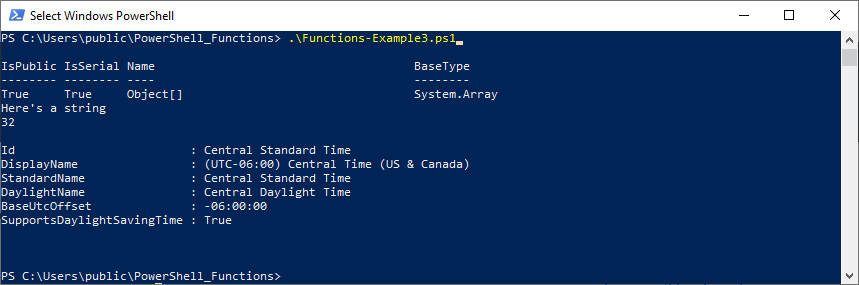 Select Windows PowerShell
PS C:\Users\public\PowerShell_Functions> .\Functions-Example3.ps1
IsPublic IsSerial Name                                     BaseType
-------- -------- ----                                     --------
True     True     Object[]                                 System.Array
Here's a string
32
Id                         : Central Standard Time
DisplayName                : (UTC-06:00) Central Time (US & Canada)
StandardName               : Central Standard Time
DaylightName               : Central Daylight Time
BaseUtcOffset              : -06:00:00
SupportsDaylightSavingTime : True
PS C:\Users\public\PowerShell_Functions>